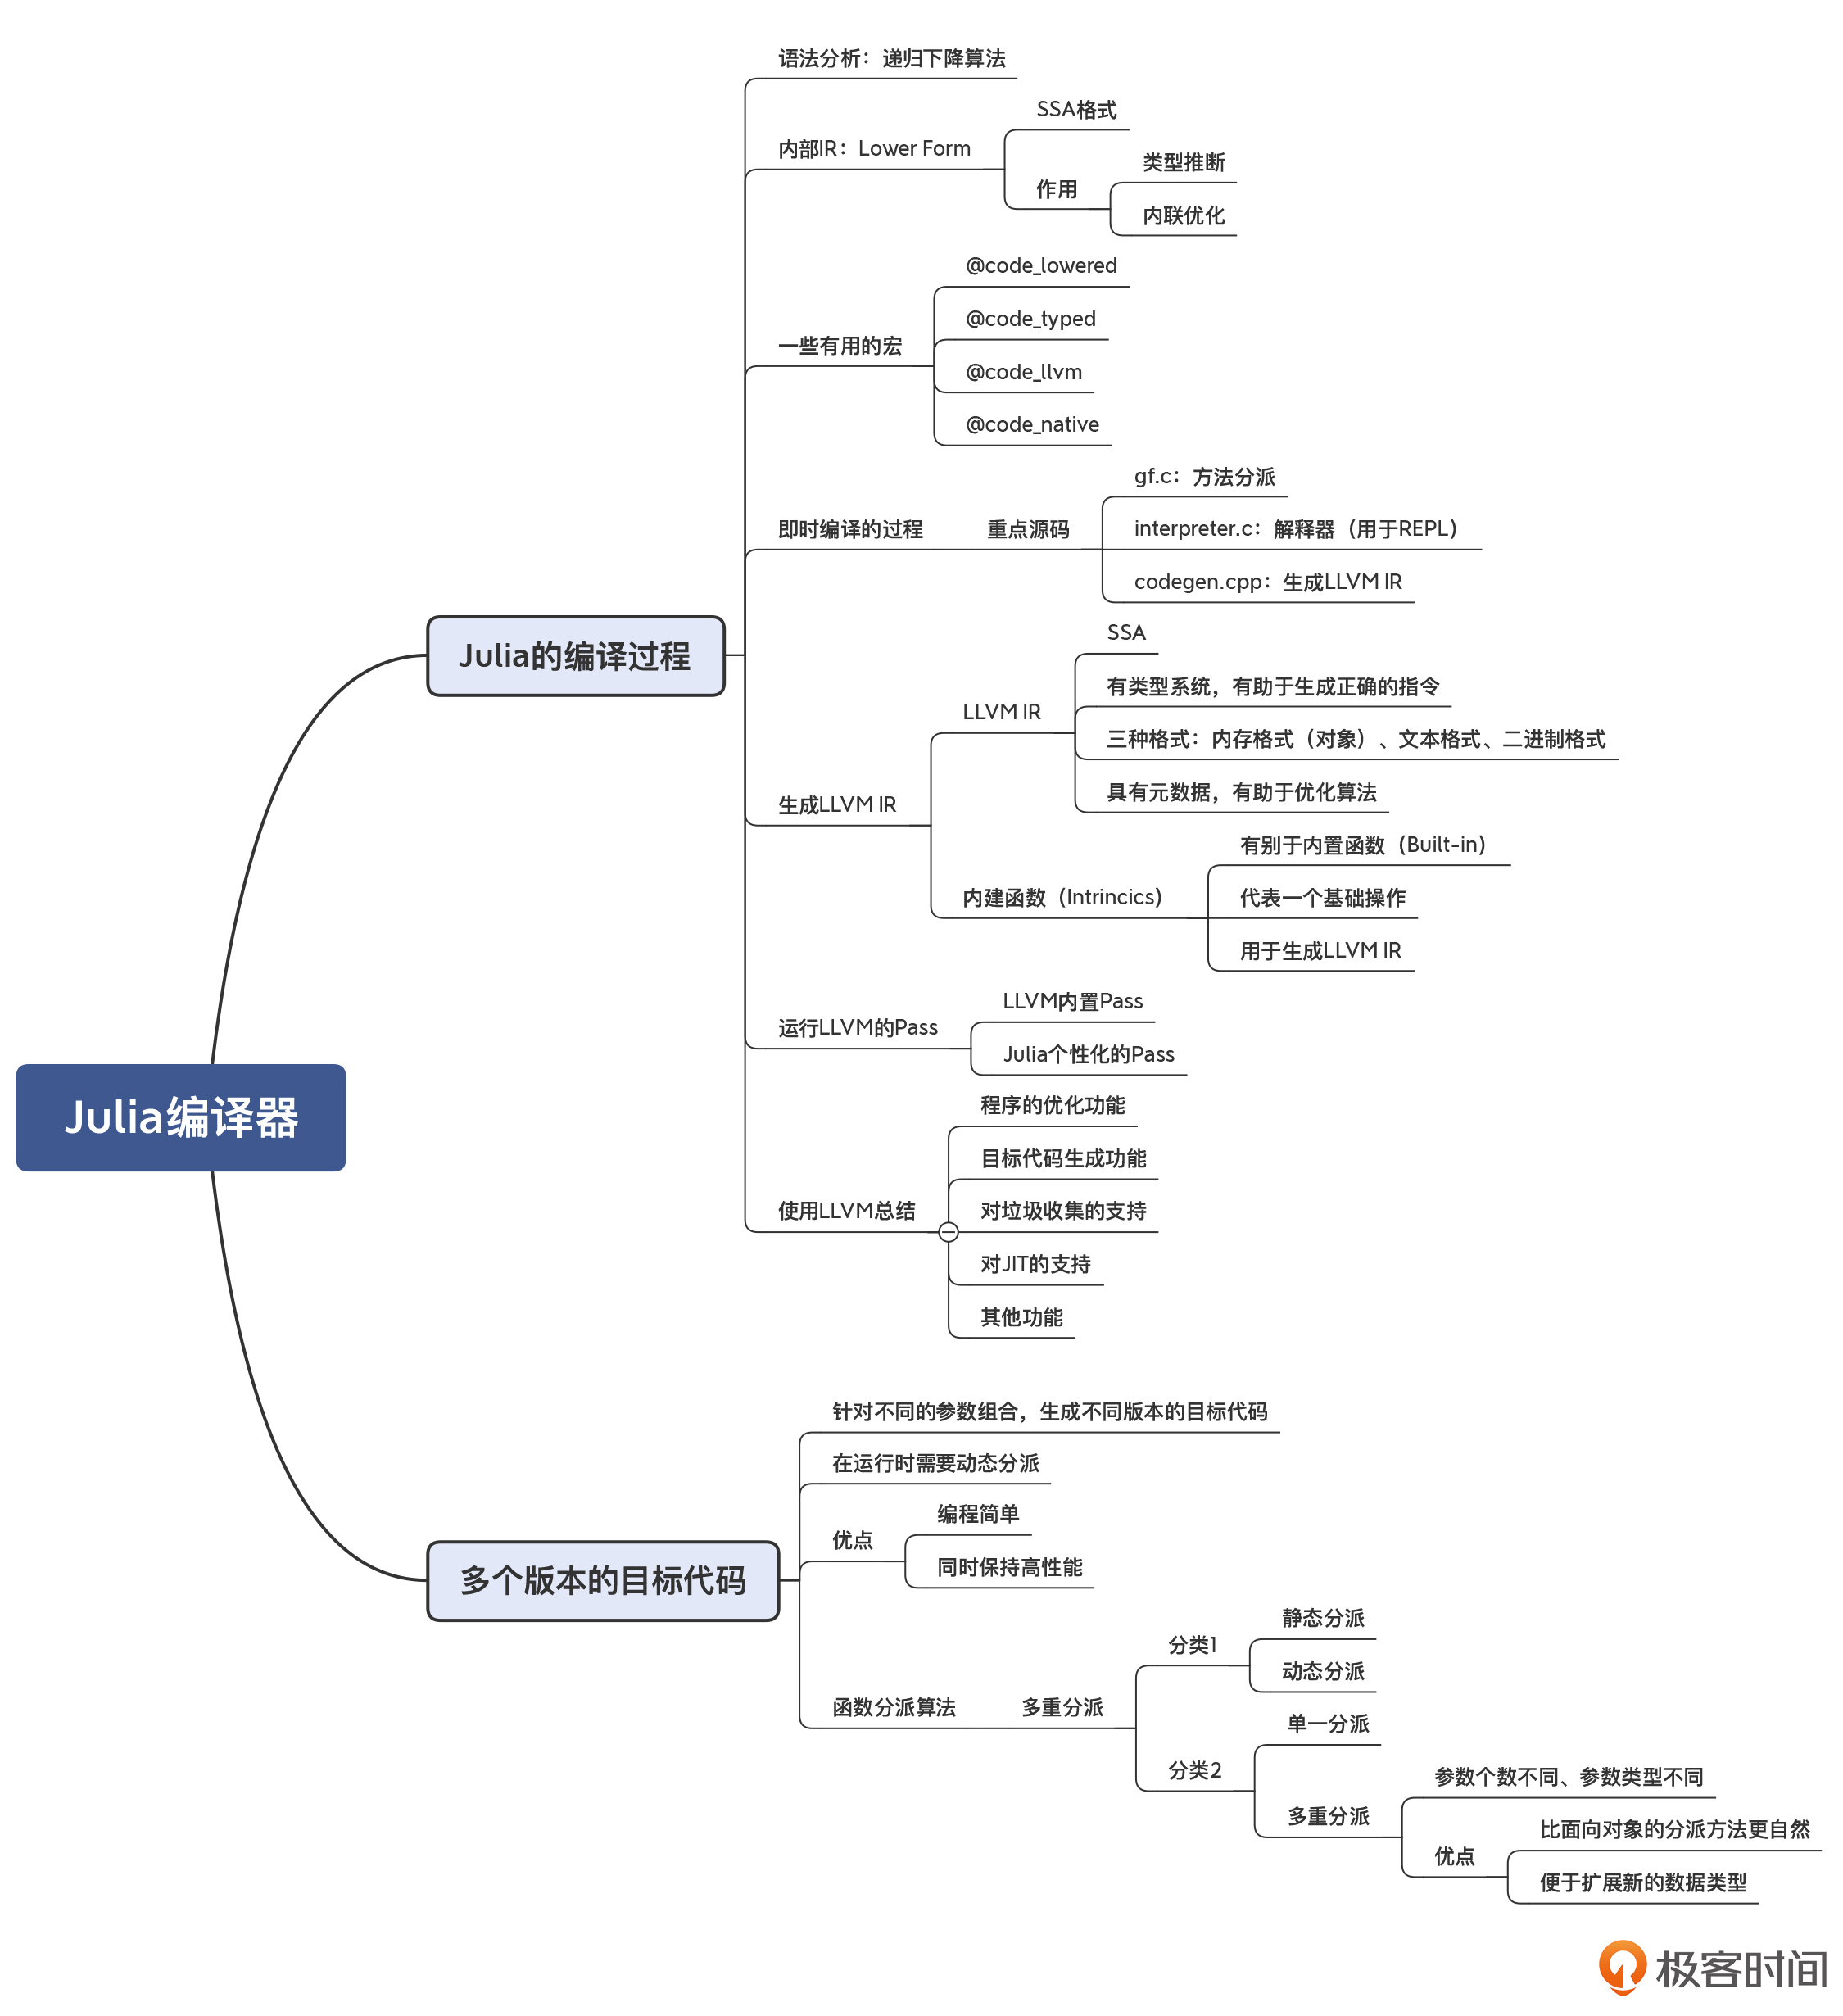 Julia编译器
Julia的编译过程
语法分析：递归下降算法
内部IR：Lower Form
SSA格式
作用
类型推断
内联优化
一些有用的宏
@code_lowered
@code_typed
@code_llvm
@code_native
即时编译的过程
重点源码
gf.c：方法分派
interpreter.c：解释器（用于REPL）
codegen.cpp：生成LLVM IR
生成LLVM IR
LLVM IR
SSA
有类型系统，有助于生成正确的指令
三种格式：内存格式（对象）、文本格式、二进制格式
具有元数据，有助于优化算法
内建函数（Intrincics）
有别于内置函数（Built-in）
代表一个基础操作
用于生成LLVM IR
运行LLVM的Pass
LLVM内置Pass
Julia个性化的Pass
使用LLVM总结
程序的优化功能
目标代码生成功能
对垃圾收集的支持
对JIT的支持
其他功能
多个版本的目标代码
针对不同的参数组合，生成不同版本的目标代码
在运行时需要动态分派
优点
编程简单
同时保持高性能
函数分派算法
多重分派
分类1
静态分派
动态分派
分类2
单一分派
多重分派
参数个数不同、参数类型不同
优点
比面向对象的分派方法更自然
便于扩展新的数据类型
极客时间